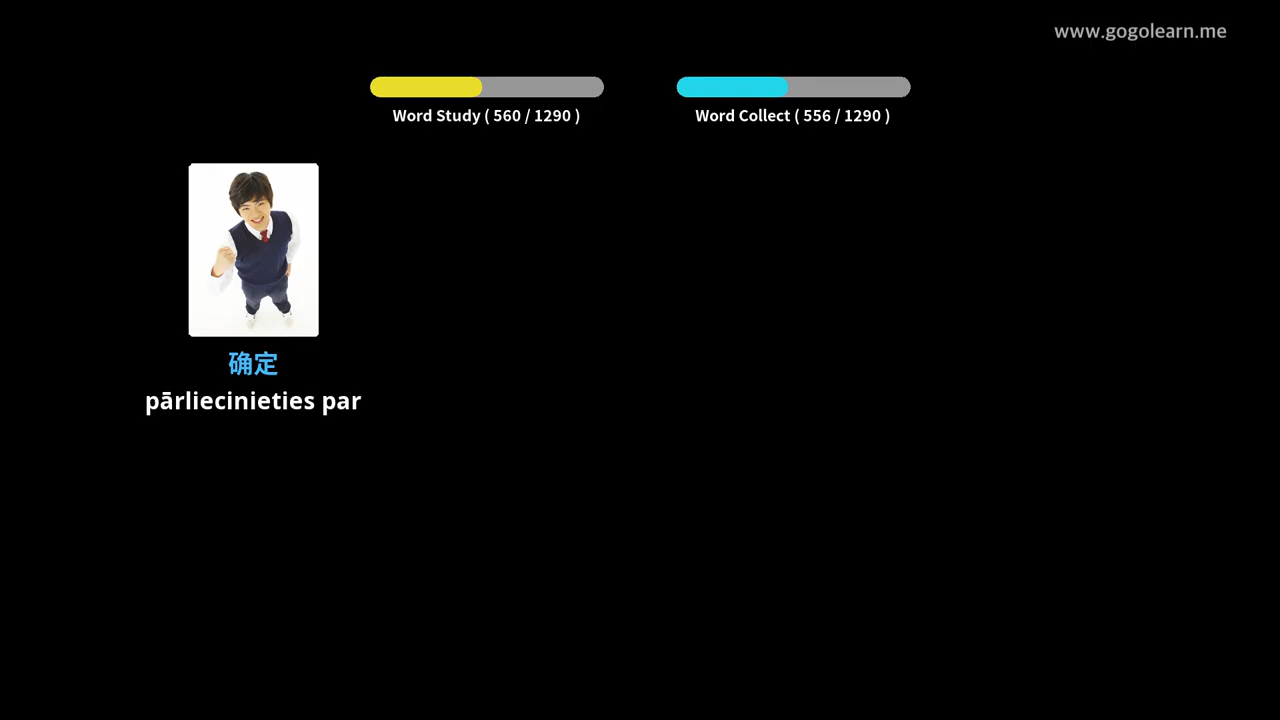 www.gogolearn.me
Word Study ( 560 / 1290 )
Word Collect ( 556 / 1290 )
确定
pārliecinieties par